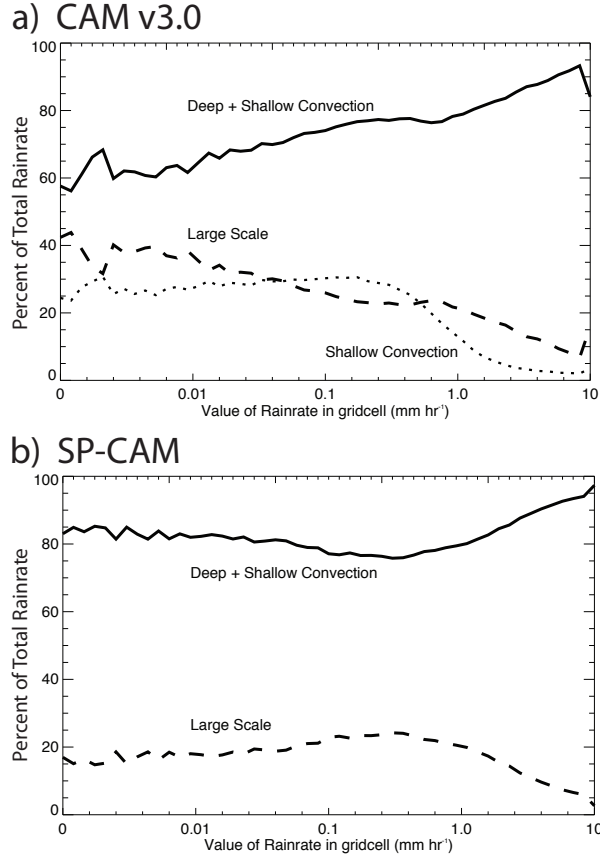 a) CAM v3.0
100
80
60
40
20
0
Percent of Total Rainrate
Deep + Shallow Convection
Large Scale
Shallow Convection
0 0.01 0.1 1.0 10
Value of Rainrate in gridcell (mm hr⁻¹)
b) SP-CAM
100
80
60
40
20
0
Percent of Total Rainrate
Deep + Shallow Convection
Large Scale
0 0.01 0.1 1.0 10
Value of Rainrate in gridcell (mm hr⁻¹)